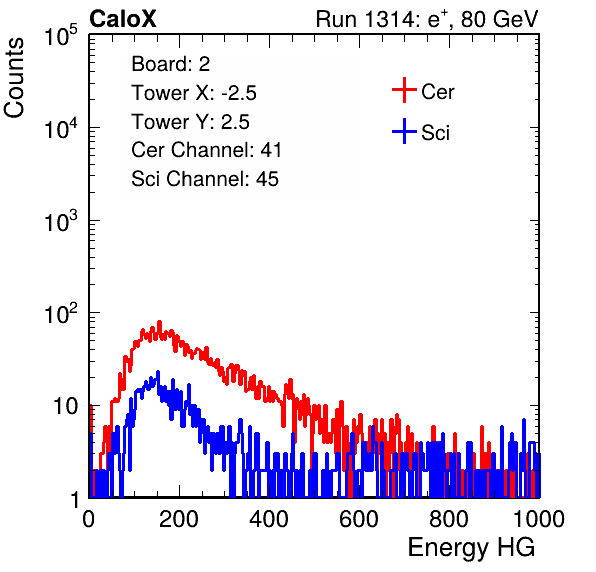 CaloX Run 1314: e⁺, 80 GeV
Counts
Board: 2
Tower X: -2.5
Tower Y: 2.5
Cer Channel: 41
Sci Channel: 45
Cer
Sci
10⁵
10⁴
10³
10²
10
1
0 200 400 600 800 1000
Energy HG